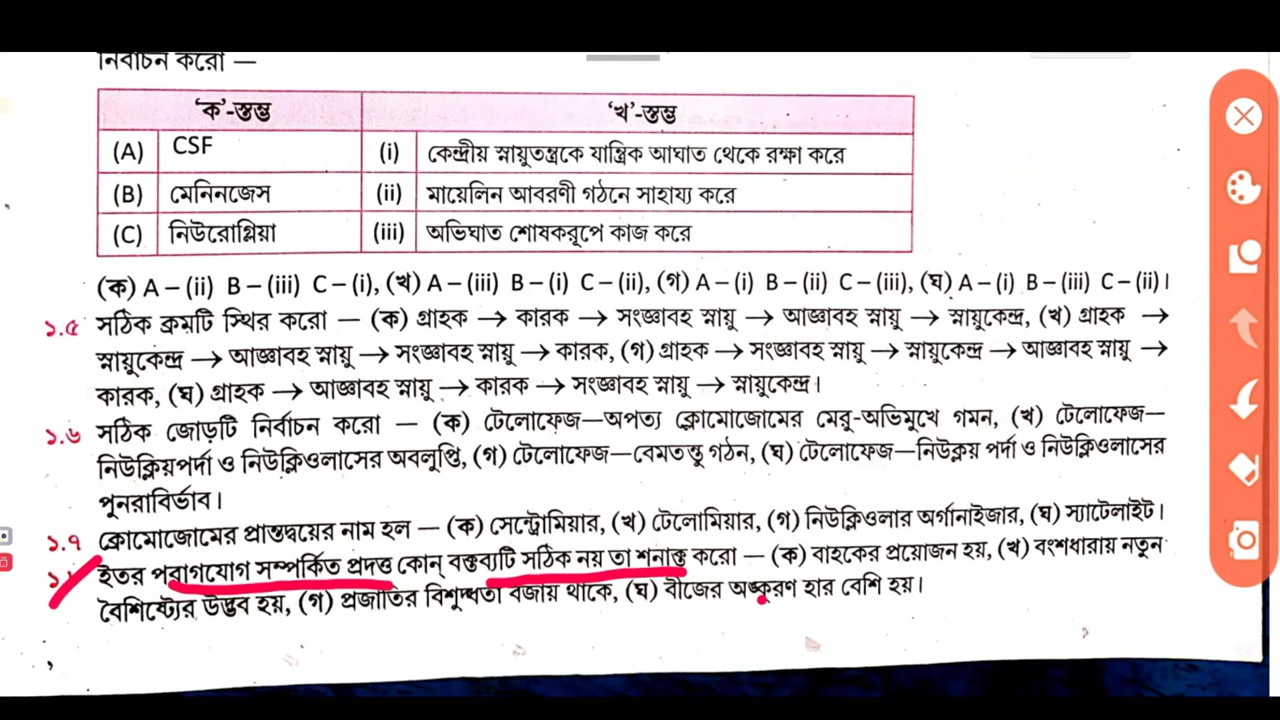 নির্বাচন করো —
'ক'-স্তম্ভ 'খ'-স্তম্ভ
(A) CSF (i) কেন্দ্রীয় স্নায়ুতন্ত্রকে যান্ত্রিক আঘাত থেকে রক্ষা করে
(B) মেনিনজেস (ii) মায়েলিন আবরণী গঠনে সাহায্য করে
(C) নিউরোগ্লিয়া (iii) অভিঘাত শোষকরূপে কাজ করে
(ক) A – (ii) B – (iii) C – (i), (খ) A – (iii) B – (i) C – (ii), (গ) A – (i) B – (ii) C – (iii), (ঘ) A – (i) B – (iii) C – (ii)।
১.৫ সঠিক ক্রমটি স্থির করো — (ক) গ্রাহক → কারক → সংজ্ঞাবহ স্নায়ু → আজ্ঞাবহ স্নায়ু → স্নায়ুকেন্দ্র, (খ) গ্রাহক →
স্নায়ুকেন্দ্র → আজ্ঞাবহ স্নায়ু → সংজ্ঞাবহ স্নায়ু → কারক, (গ) গ্রাহক → সংজ্ঞাবহ স্নায়ু → স্নায়ুকেন্দ্র → আজ্ঞাবহ স্নায়ু →
কারক, (ঘ) গ্রাহক → আজ্ঞাবহ স্নায়ু → কারক → সংজ্ঞাবহ স্নায়ু → স্নায়ুকেন্দ্র।
১.৬ সঠিক জোড়টি নির্বাচন করো — (ক) টেলোফেজ—অপত্য ক্রোমোজোমের মেরু-অভিমুখে গমন, (খ) টেলোফেজ—
নিউক্লিয়পর্দা ও নিউক্লিওলাসের অবলুপ্তি, (গ) টেলোফেজ—বেমতন্তু গঠন, (ঘ) টেলোফেজ—নিউক্লয় পর্দা ও নিউক্লিওলাসের
পুনরাবির্ভাব।
১.৭ ক্রোমোজোমের প্রান্তদ্বয়ের নাম হল — (ক) সেন্ট্রোমিয়ার, (খ) টেলোমিয়ার, (গ) নিউক্লিওলার অর্গানাইজার, (ঘ) স্যাটেলাইট।
ইতর পরাগযোগ সম্পর্কিত প্রদত্ত কোন্ বক্তব্যটি সঠিক নয় তা শনাক্ত করো — (ক) বাহকের প্রয়োজন হয়, (খ) বংশধারায় নতুন
বৈশিষ্ট্যের উদ্ভব হয়, (গ) প্রজাতির বিশুদ্ধতা বজায় থাকে, (ঘ) বীজের অঙ্কুরণ হার বেশি হয়।